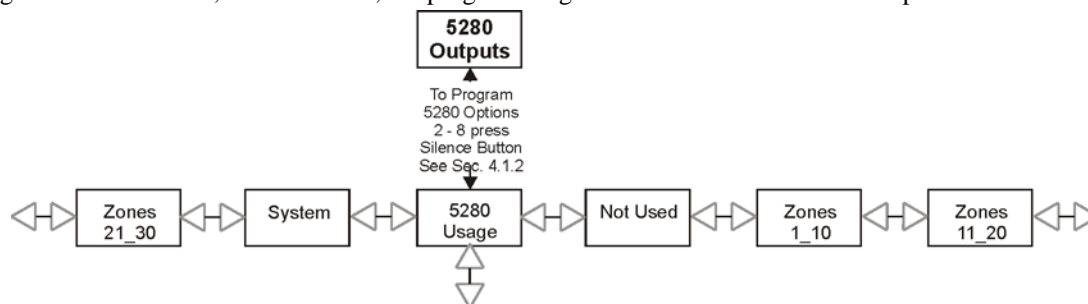 5280
Outputs
To Program
5280 Options
2 - 8 press
Silence Button
See Sec. 4.1.2
Zones
21_30
System
5280
Usage
Not Used
Zones
1_10
Zones
11_20